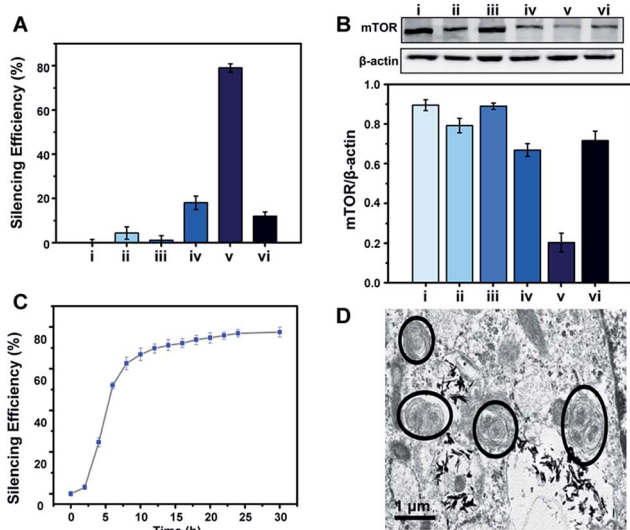 A
Silencing Efficiency (%)
80
60
40
20
0
i ii iii iv v vi
B
i ii iii iv v vi
mTOR
β-actin
mTOR/β-actin
1.0
0.8
0.6
0.4
0.2
0.0
i ii iii iv v vi
C
Silencing Efficiency (%)
80
60
40
20
0
0 5 10 15 20 25 30
Time (h)
D
1 μm